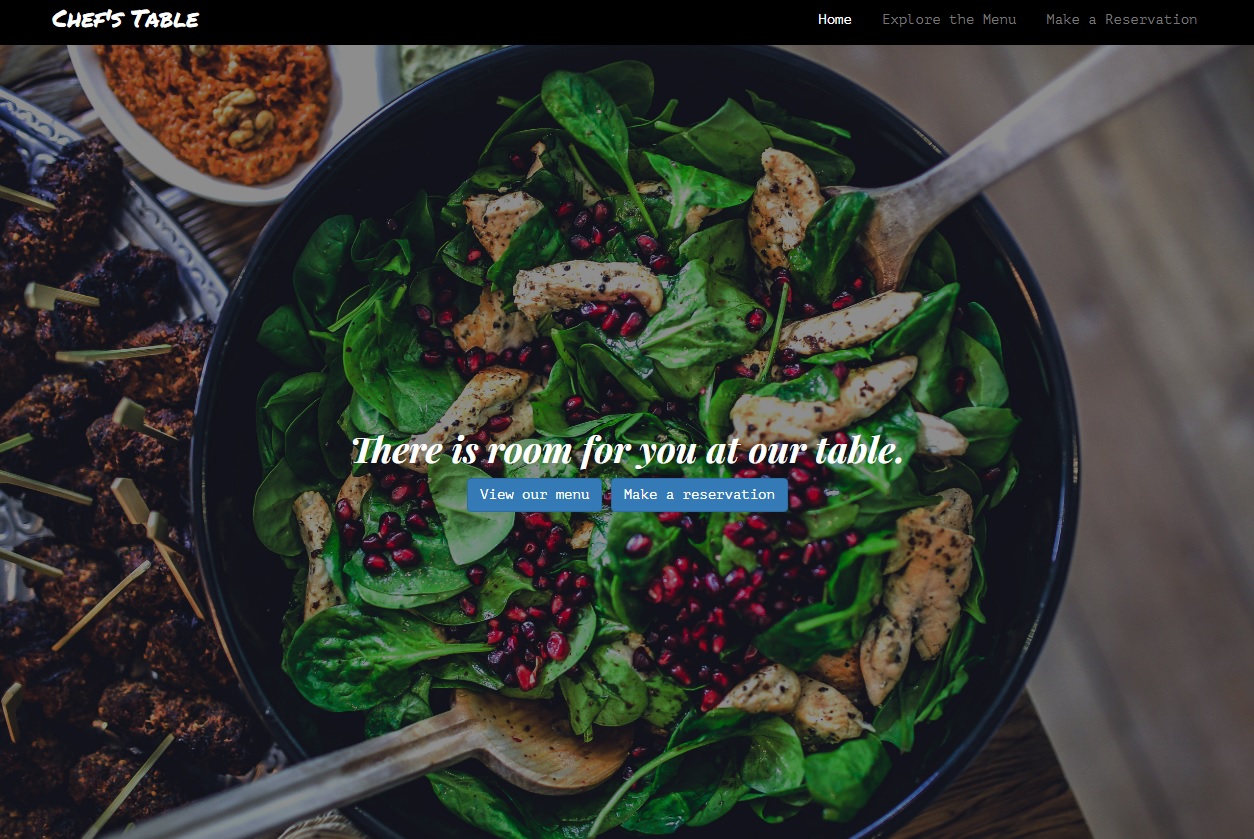 Chef's Table
Home Explore the Menu Make a Reservation
There is room for you at our table.
View our menu Make a reservation